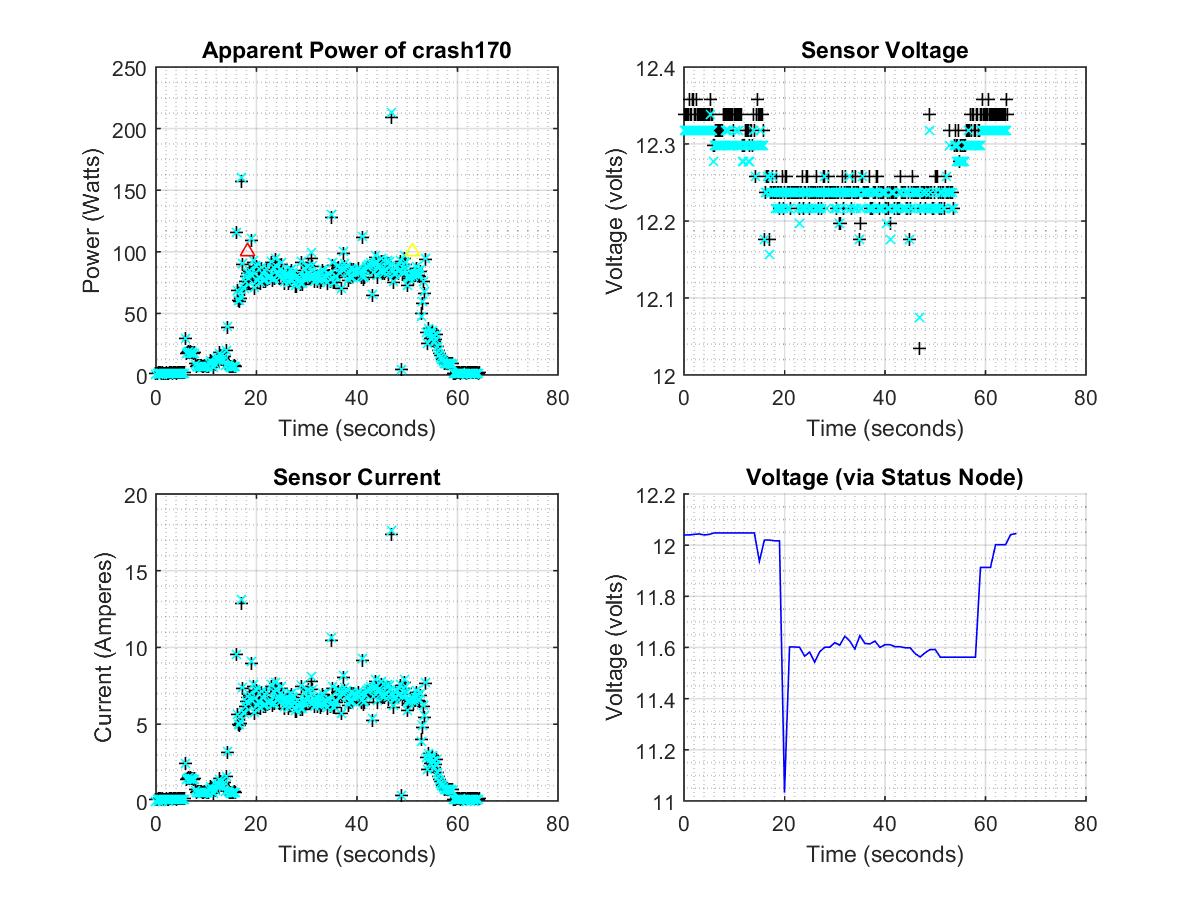 Apparent Power of crash170
250
200
150
100
50
0
Power (Watts)
0 20 40 60 80
Time (seconds)
Sensor Voltage
12.4
12.3
12.2
12.1
12
Voltage (volts)
0 20 40 60 80
Time (seconds)
Sensor Current
20
15
10
5
0
Current (Amperes)
0 20 40 60 80
Time (seconds)
Voltage (via Status Node)
12.2
12
11.8
11.6
11.4
11.2
11
Voltage (volts)
0 20 40 60 80
Time (seconds)